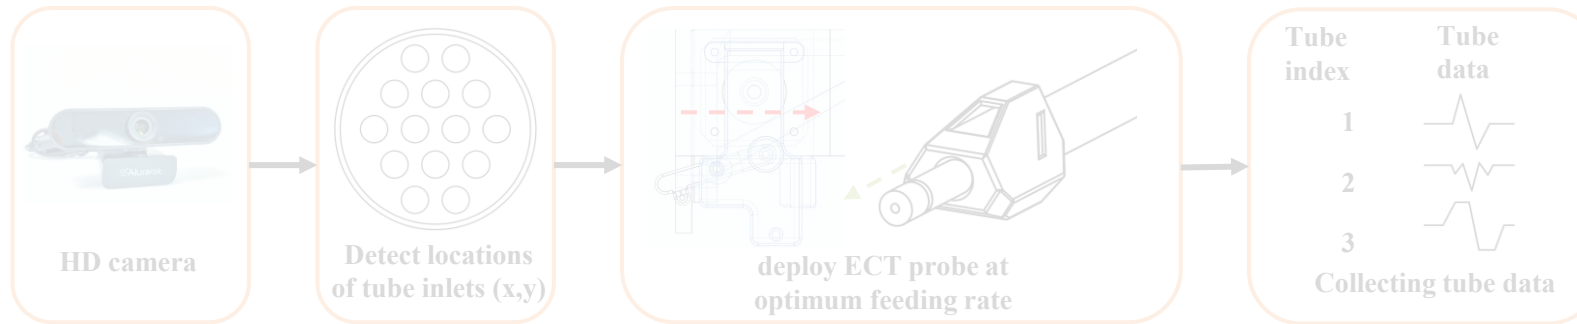 HD camera
Detect locations
of tube inlets (x,y)
deploy ECT probe at
optimum feeding rate
Tube
index
Tube
data
1
2
3
Collecting tube data